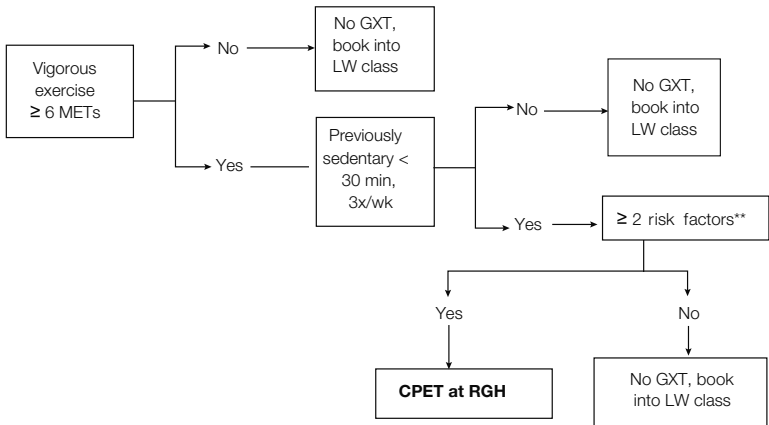 Vigorous
exercise
≥ 6 METs
No
No GXT,
book into
LW class
Yes
Previously
sedentary <
30 min,
3x/wk
No
No GXT,
book into
LW class
Yes
≥ 2 risk factors**
Yes
CPET at RGH
No
No GXT, book
into LW class